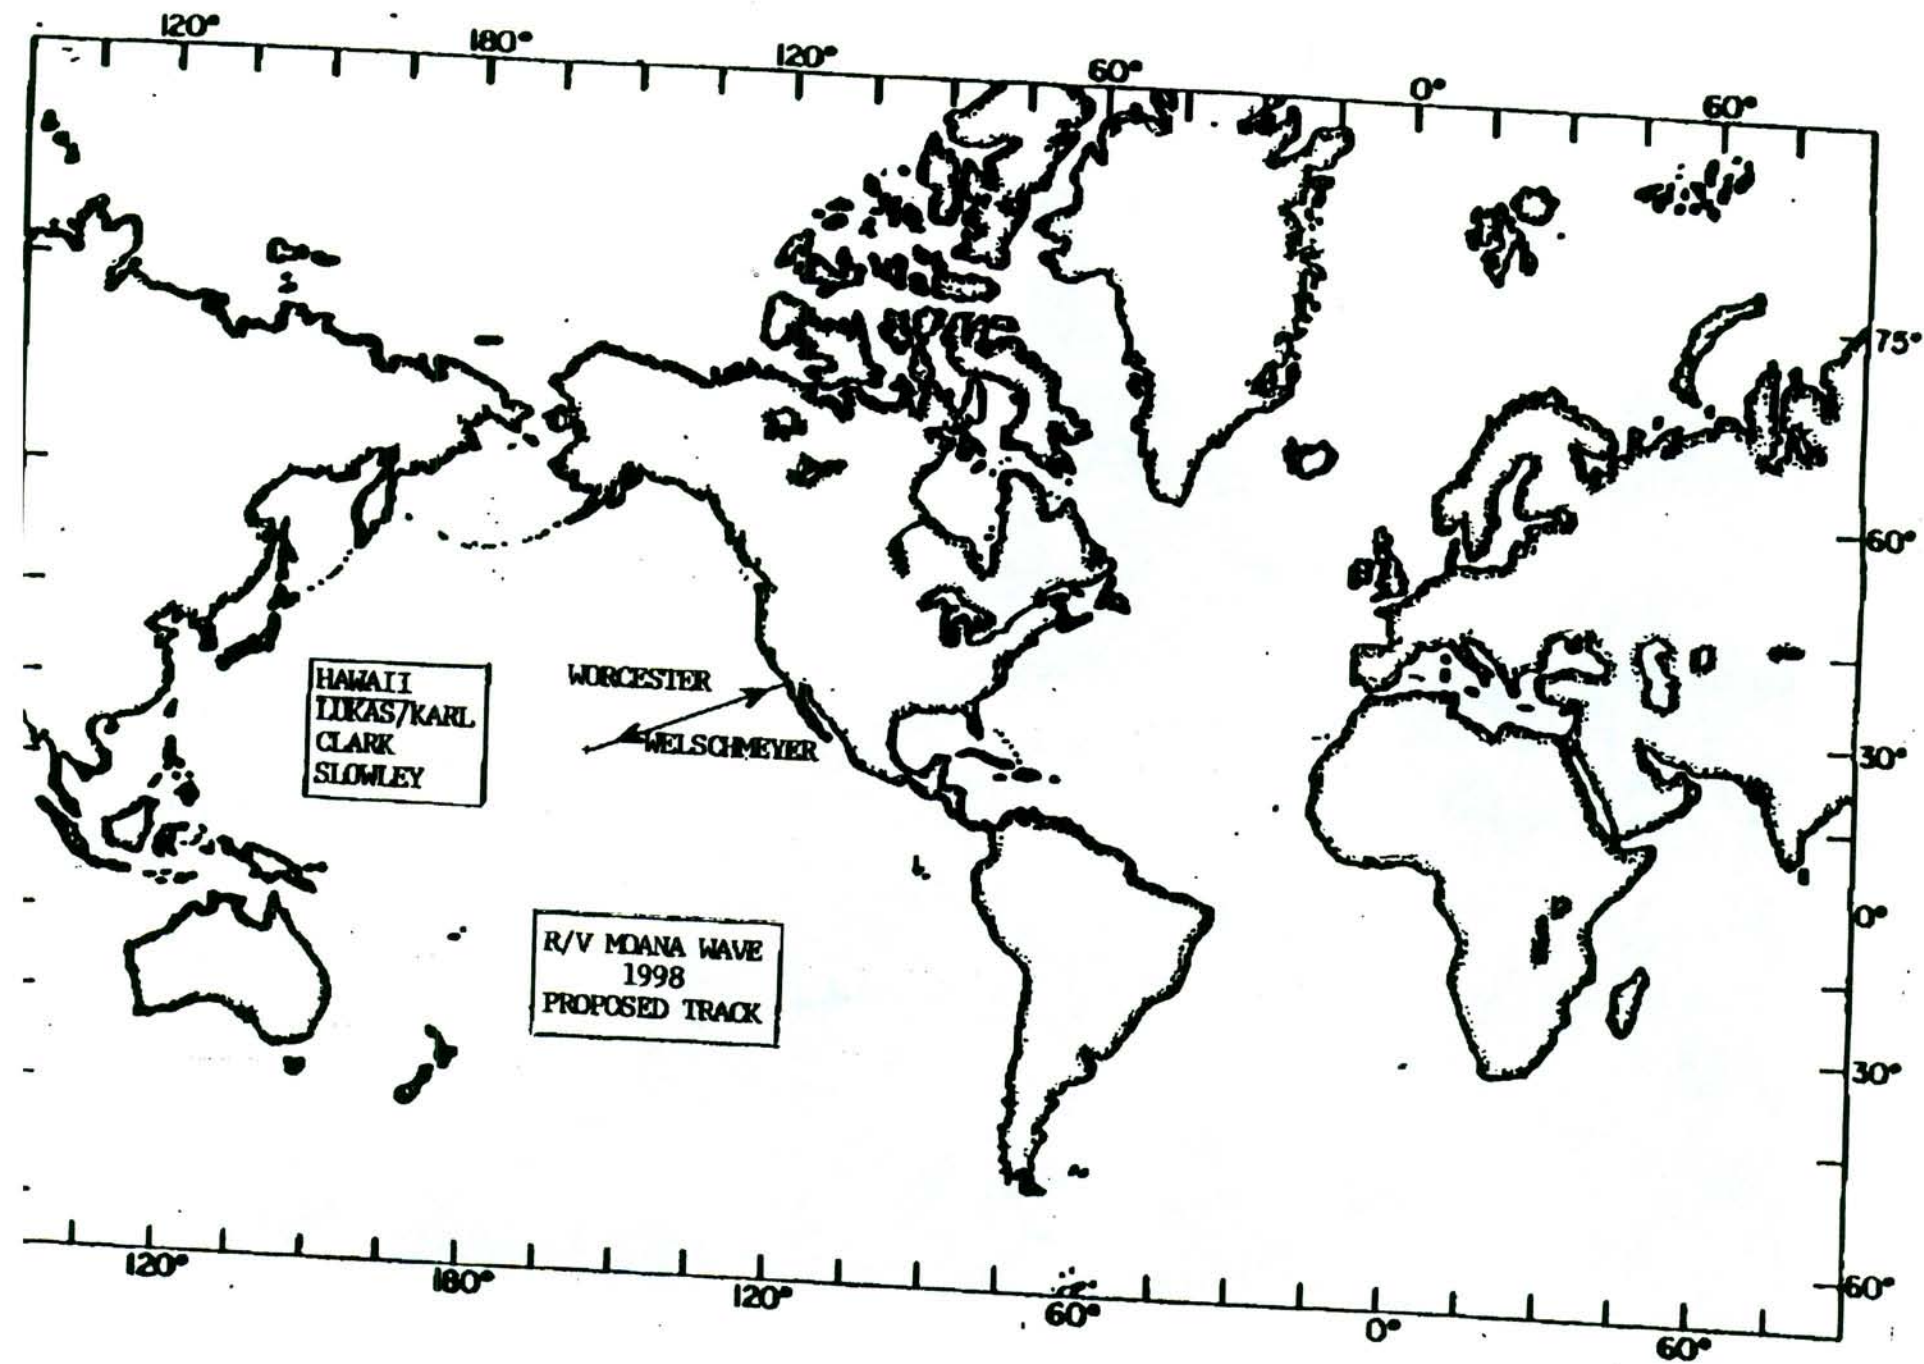 120°
180°
120°
60°
0°
60°
75°
60°
30°
0°
30°
60°
HAWAII
LUKAS/KARL
CLARK
SLOWLEY
WORCESTER
WELSCHMEYER
R/V MOANA WAVE
1998
PROPOSED TRACK
120°
180°
120°
60°
0°
60°